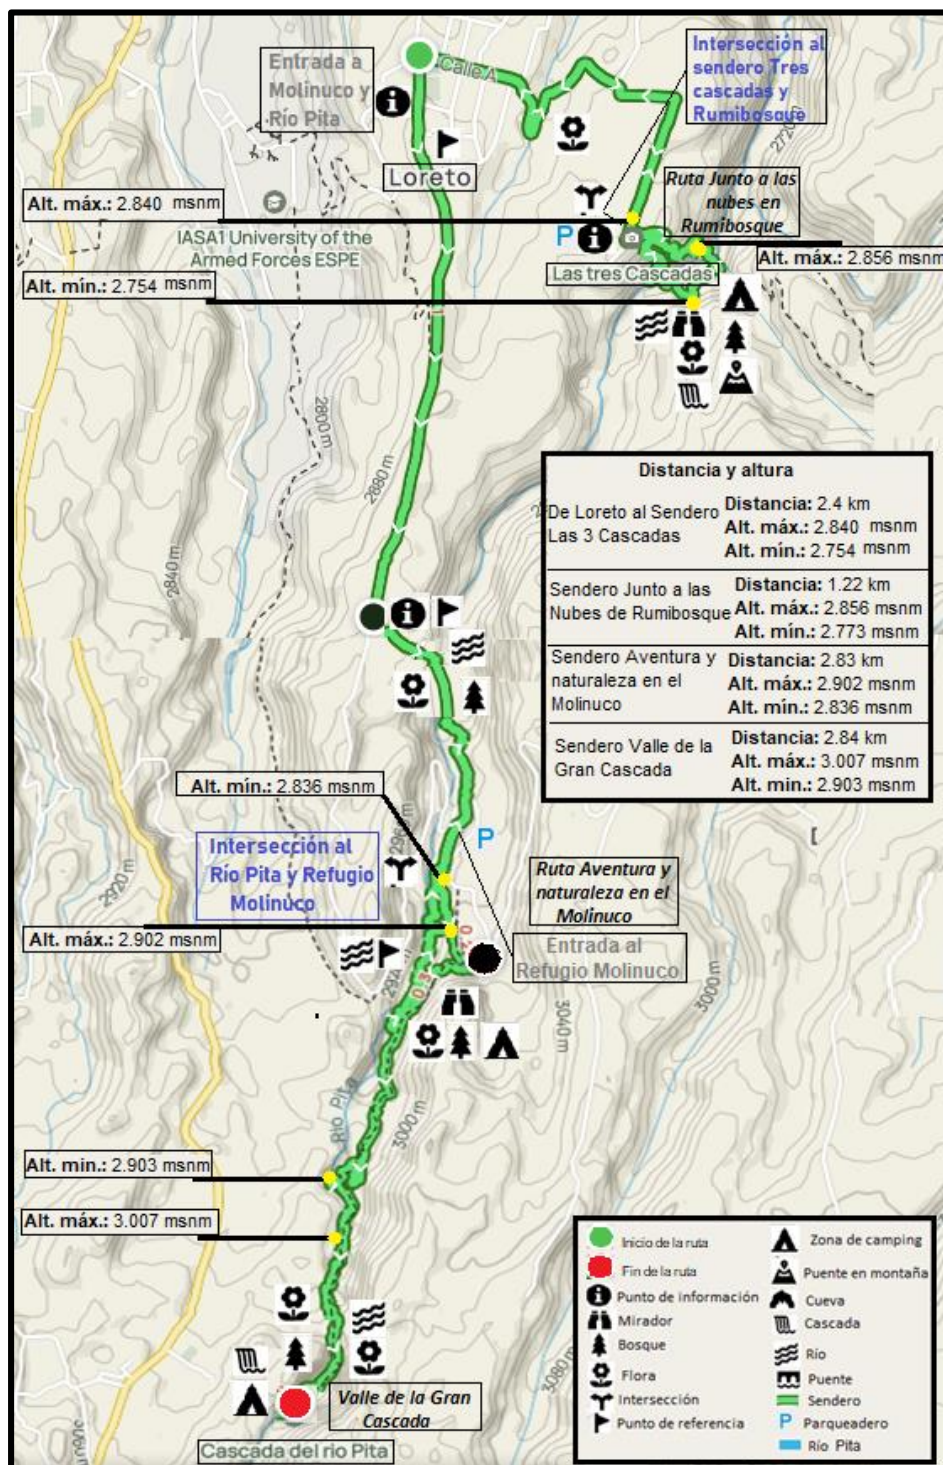 Entrada a
Molinuco y
Río Pita
Calle A
Intersección al
sendero Tres
cascadas y
Rumibosque
2720 m
Loreto
Ruta Junto a las
nubes en
Rumibosque
Alt. máx.: 2.840 msnm
IASA1 University of the
Armed Forces ESPE
P
Las tres Cascadas
Alt. máx.: 2.856 msnm
Alt. mín.: 2.754 msnm
2800 m
2880 m
2840 m
Distancia y altura
De Loreto al Sendero
Las 3 Cascadas
Distancia: 2.4 km
Alt. máx.: 2.840 msnm
Alt. mín.: 2.754 msnm
Sendero Junto a las
Nubes de Rumibosque
Distancia: 1.22 km
Alt. máx.: 2.856 msnm
Alt. mín.: 2.773 msnm
Sendero Aventura y
naturaleza en el
Molinuco
Distancia: 2.83 km
Alt. máx.: 2.902 msnm
Alt. mín.: 2.836 msnm
Sendero Valle de la
Gran Cascada
Distancia: 2.84 km
Alt. máx.: 3.007 msnm
Alt. min.: 2.903 msnm
Alt. mín.: 2.836 msnm
P
Intersección al
Río Pita y Refugio
Molinuco
2920 m
Ruta Aventura y
naturaleza en el
Molinuco
Alt. máx.: 2.902 msnm
Entrada al
Refugio Molinuco
0.3
3000 m
3040 m
Río Pita
3000 m
Alt. min.: 2.903 msnm
Alt. máx.: 3.007 msnm
3080 m
Valle de la Gran
Cascada
Cascada del rio Pita
Inicio de la ruta
Fin de la ruta
Punto de información
Mirador
Bosque
Flora
Intersección
Punto de referencia
Zona de camping
Puente en montaña
Cueva
Cascada
Río
Puente
Sendero
P Parqueadero
Río Pita